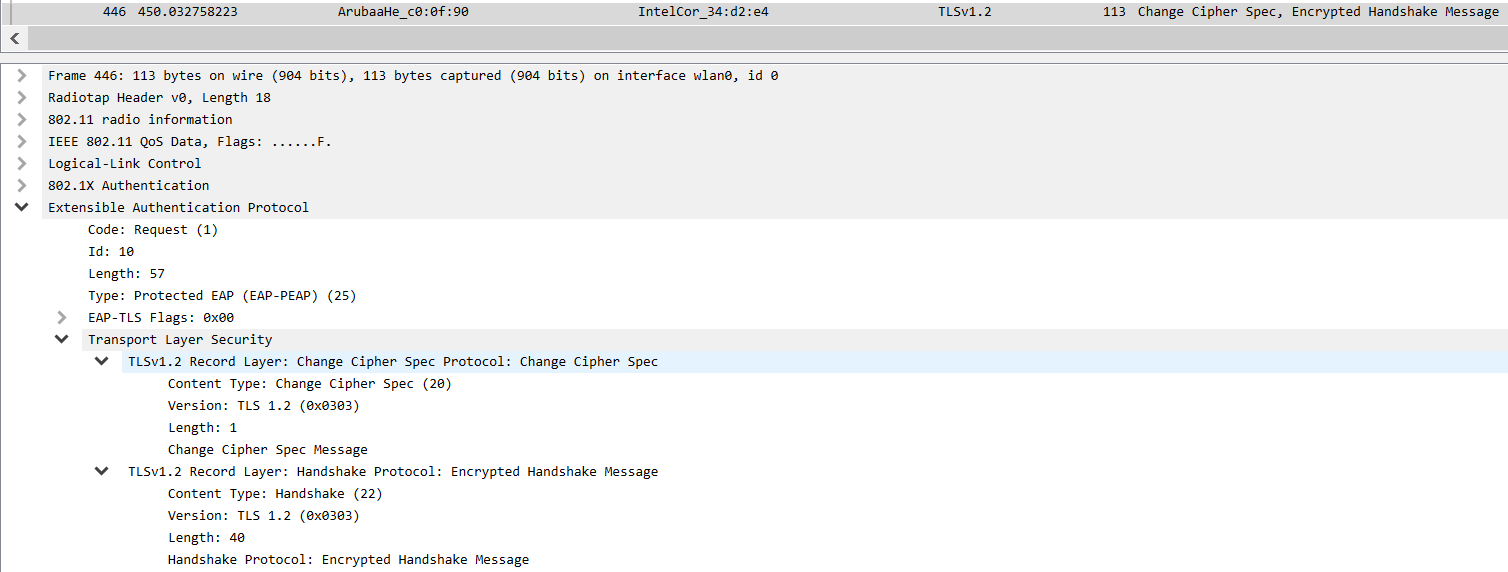 446 450.032758223 ArubaaHe_c0:0f:90 IntelCor_34:d2:e4 TLSv1.2 113 Change Cipher Spec, Encrypted Handshake Message
Frame 446: 113 bytes on wire (904 bits), 113 bytes captured (904 bits) on interface wlan0, id 0
Radiotap Header v0, Length 18
802.11 radio information
IEEE 802.11 QoS Data, Flags: ......F.
Logical-Link Control
802.1X Authentication
Extensible Authentication Protocol
Code: Request (1)
Id: 10
Length: 57
Type: Protected EAP (EAP-PEAP) (25)
EAP-TLS Flags: 0x00
Transport Layer Security
TLSv1.2 Record Layer: Change Cipher Spec Protocol: Change Cipher Spec
Content Type: Change Cipher Spec (20)
Version: TLS 1.2 (0x0303)
Length: 1
Change Cipher Spec Message
TLSv1.2 Record Layer: Handshake Protocol: Encrypted Handshake Message
Content Type: Handshake (22)
Version: TLS 1.2 (0x0303)
Length: 40
Handshake Protocol: Encrypted Handshake Message